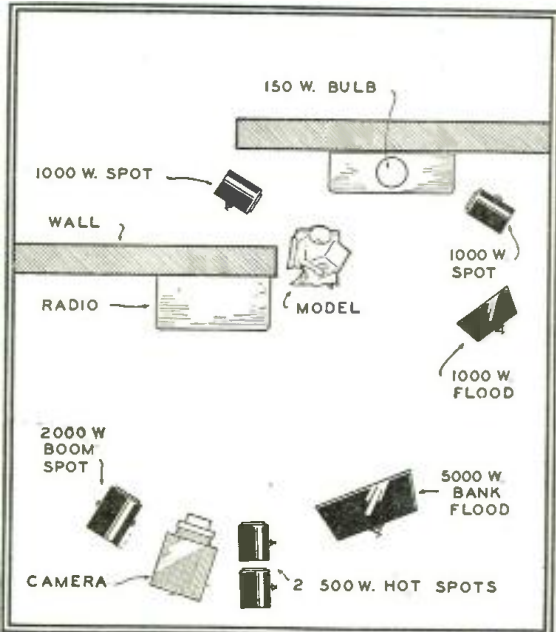 150 W. BULB
1000 W. SPOT
WALL
1000 W.
SPOT
RADIO
MODEL
1000 W.
FLOOD
2000 W
BOOM
SPOT
5000 W.
BANK
FLOOD
CAMERA
2 500 W. HOT SPOTS